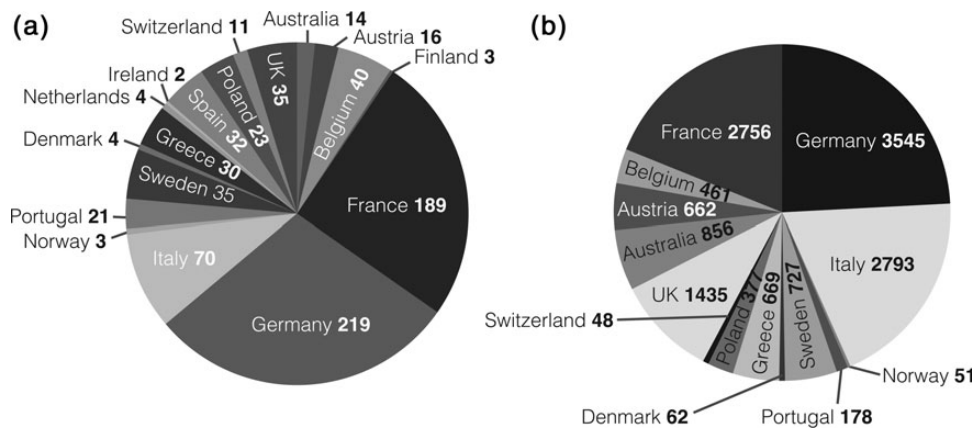 (a)
Switzerland 11
Australia 14
Austria 16
Finland 3
Belgium 40
France 189
Germany 219
Italy 70
Norway 3
Portugal 21
Sweden 35
Denmark 4
Greece 30
Netherlands 4
Ireland 2
Spain 32
Poland 23
UK 35
(b)
Germany 3545
Italy 2793
Norway 51
Portugal 178
Sweden 727
Denmark 62
Greece 669
Poland 377
Switzerland 48
UK 1435
Australia 856
Austria 662
Belgium 461
France 2756